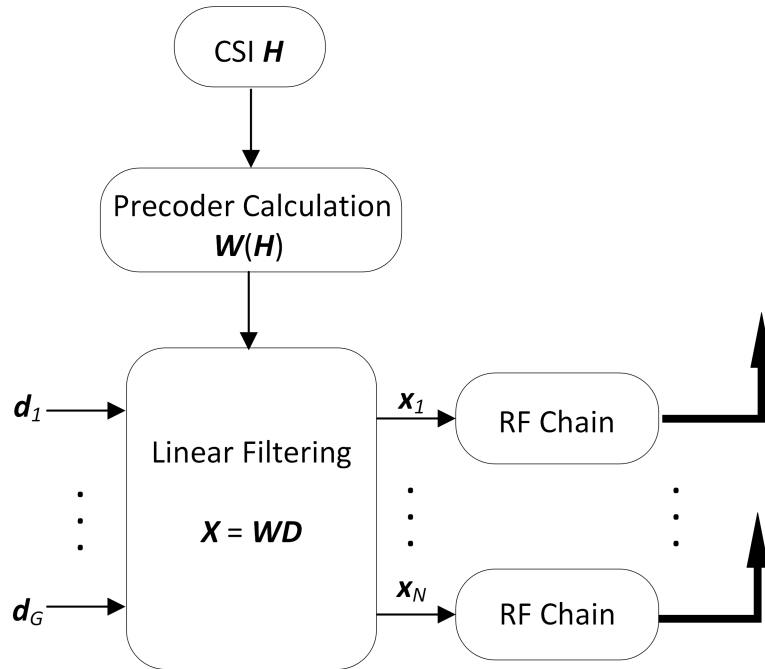 CSI H
Precoder Calculation
W(H)
d1
x1
RF Chain
Linear Filtering
X = WD
dG
xN
RF Chain